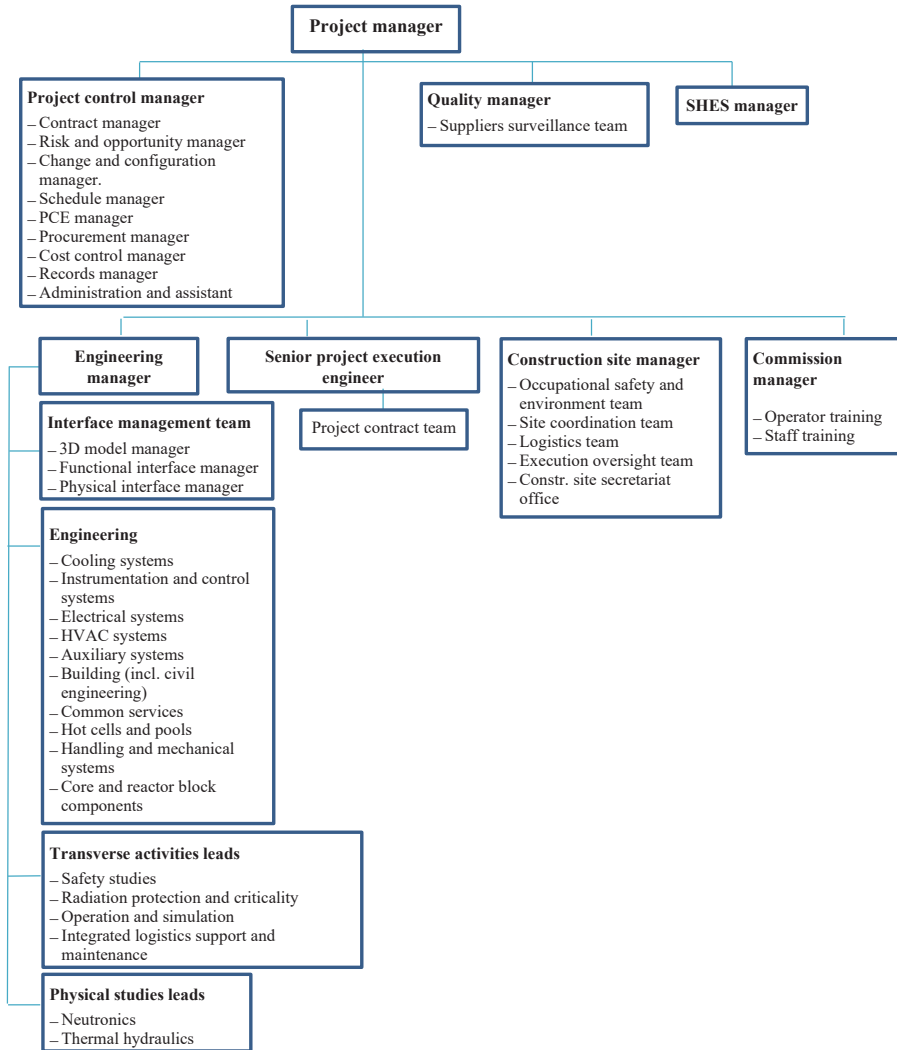 Project manager
Project control manager
– Contract manager
– Risk and opportunity manager
– Change and configuration
manager.
– Schedule manager
– PCE manager
– Procurement manager
– Cost control manager
– Records manager
– Administration and assistant
Quality manager
– Suppliers surveillance team
SHES manager
Engineering
manager
Senior project execution
engineer
Project contract team
Construction site manager
– Occupational safety and
environment team
– Site coordination team
– Logistics team
– Execution oversight team
– Constr. site secretariat
office
Commission
manager
– Operator training
– Staff training
Interface management team
– 3D model manager
– Functional interface manager
– Physical interface manager
Engineering
– Cooling systems
– Instrumentation and control
systems
– Electrical systems
– HVAC systems
– Auxiliary systems
– Building (incl. civil
engineering)
– Common services
– Hot cells and pools
– Handling and mechanical
systems
– Core and reactor block
components
Transverse activities leads
– Safety studies
– Radiation protection and criticality
– Operation and simulation
– Integrated logistics support and
maintenance
Physical studies leads
– Neutronics
– Thermal hydraulics